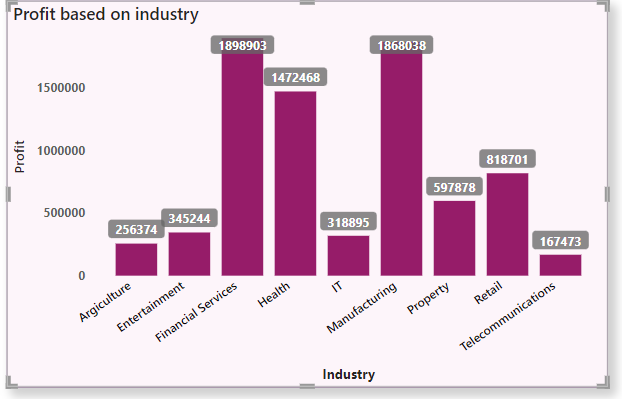 Profit based on industry
Profit
1500000
1000000
500000
0
256374
345244
1898903
1472468
318895
1868038
597878
818701
167473
Argiculture
Entertainment
Financial Services
Health
IT
Manufacturing
Property
Retail
Telecommunications
Industry